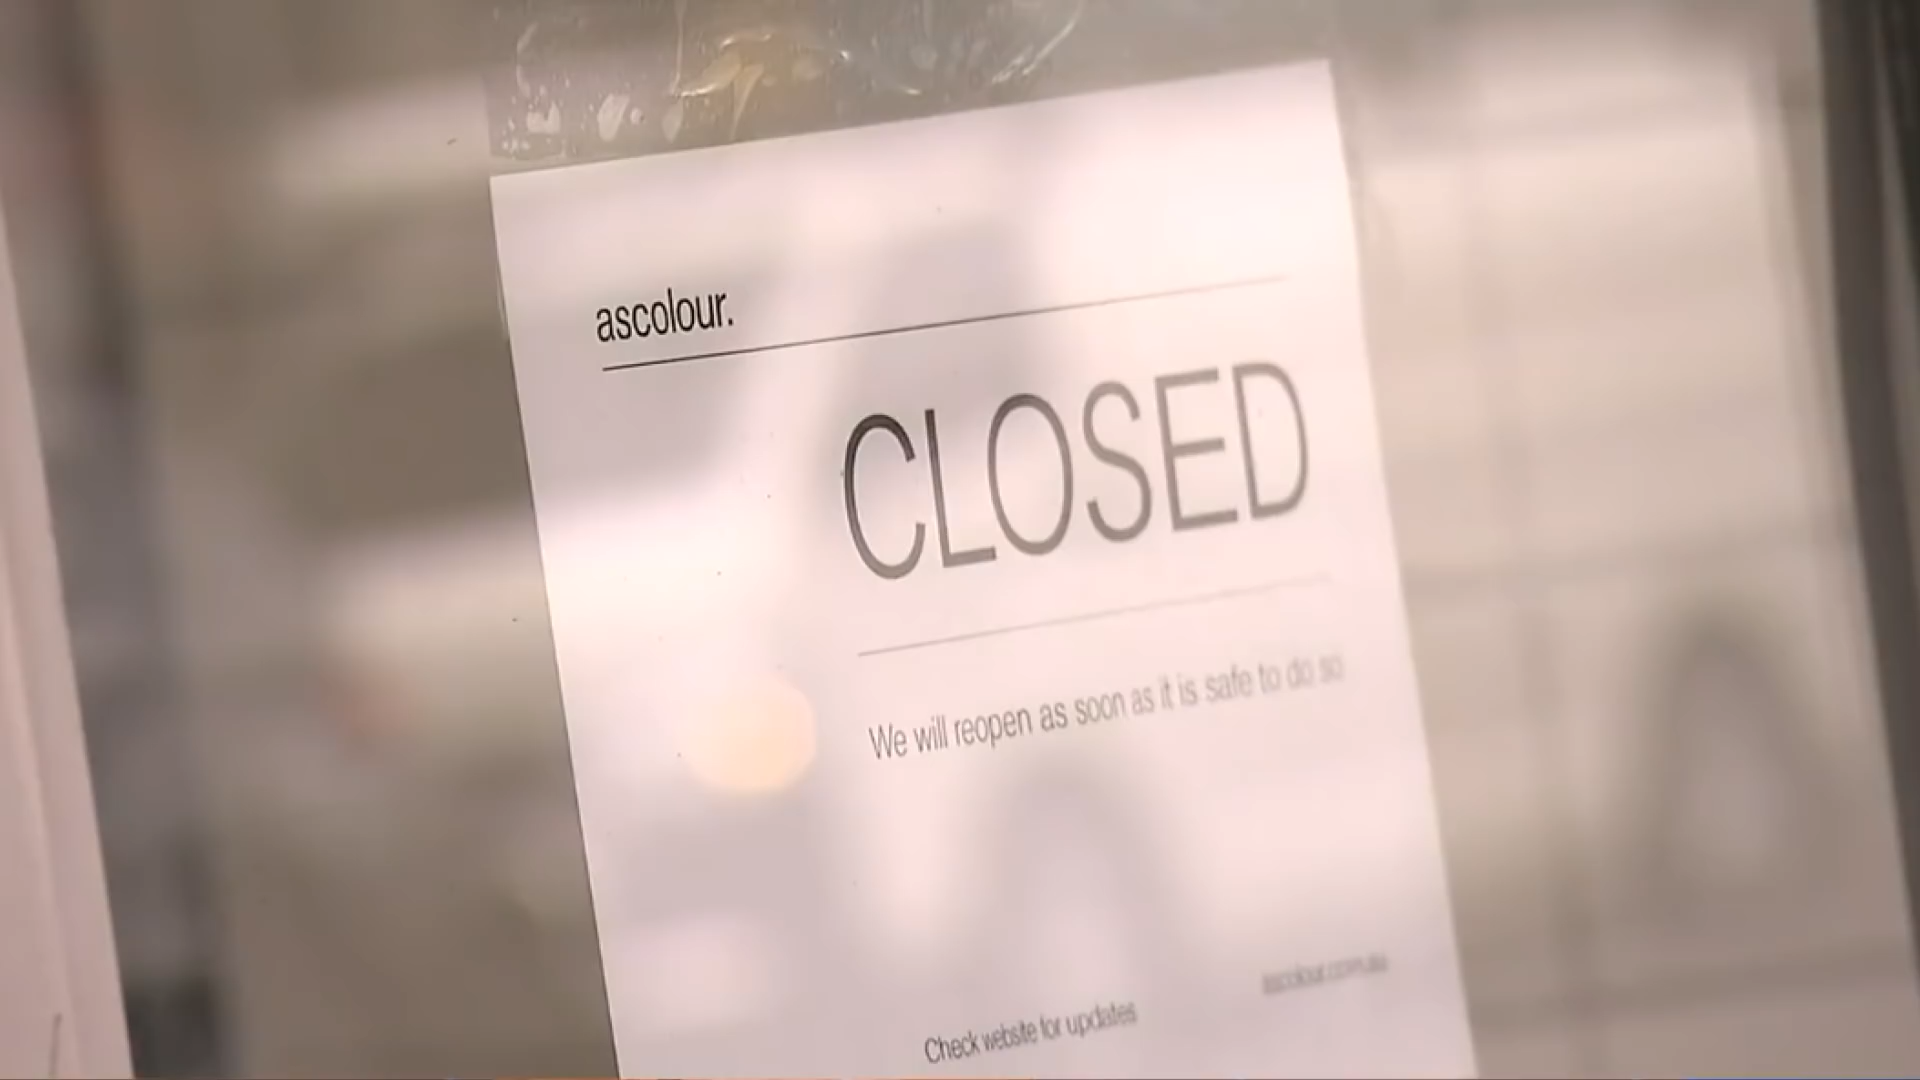 ascolour.
CLOSED
We will reopen as soon as it is safe to do so
ascolour.com.au
Check website for updates